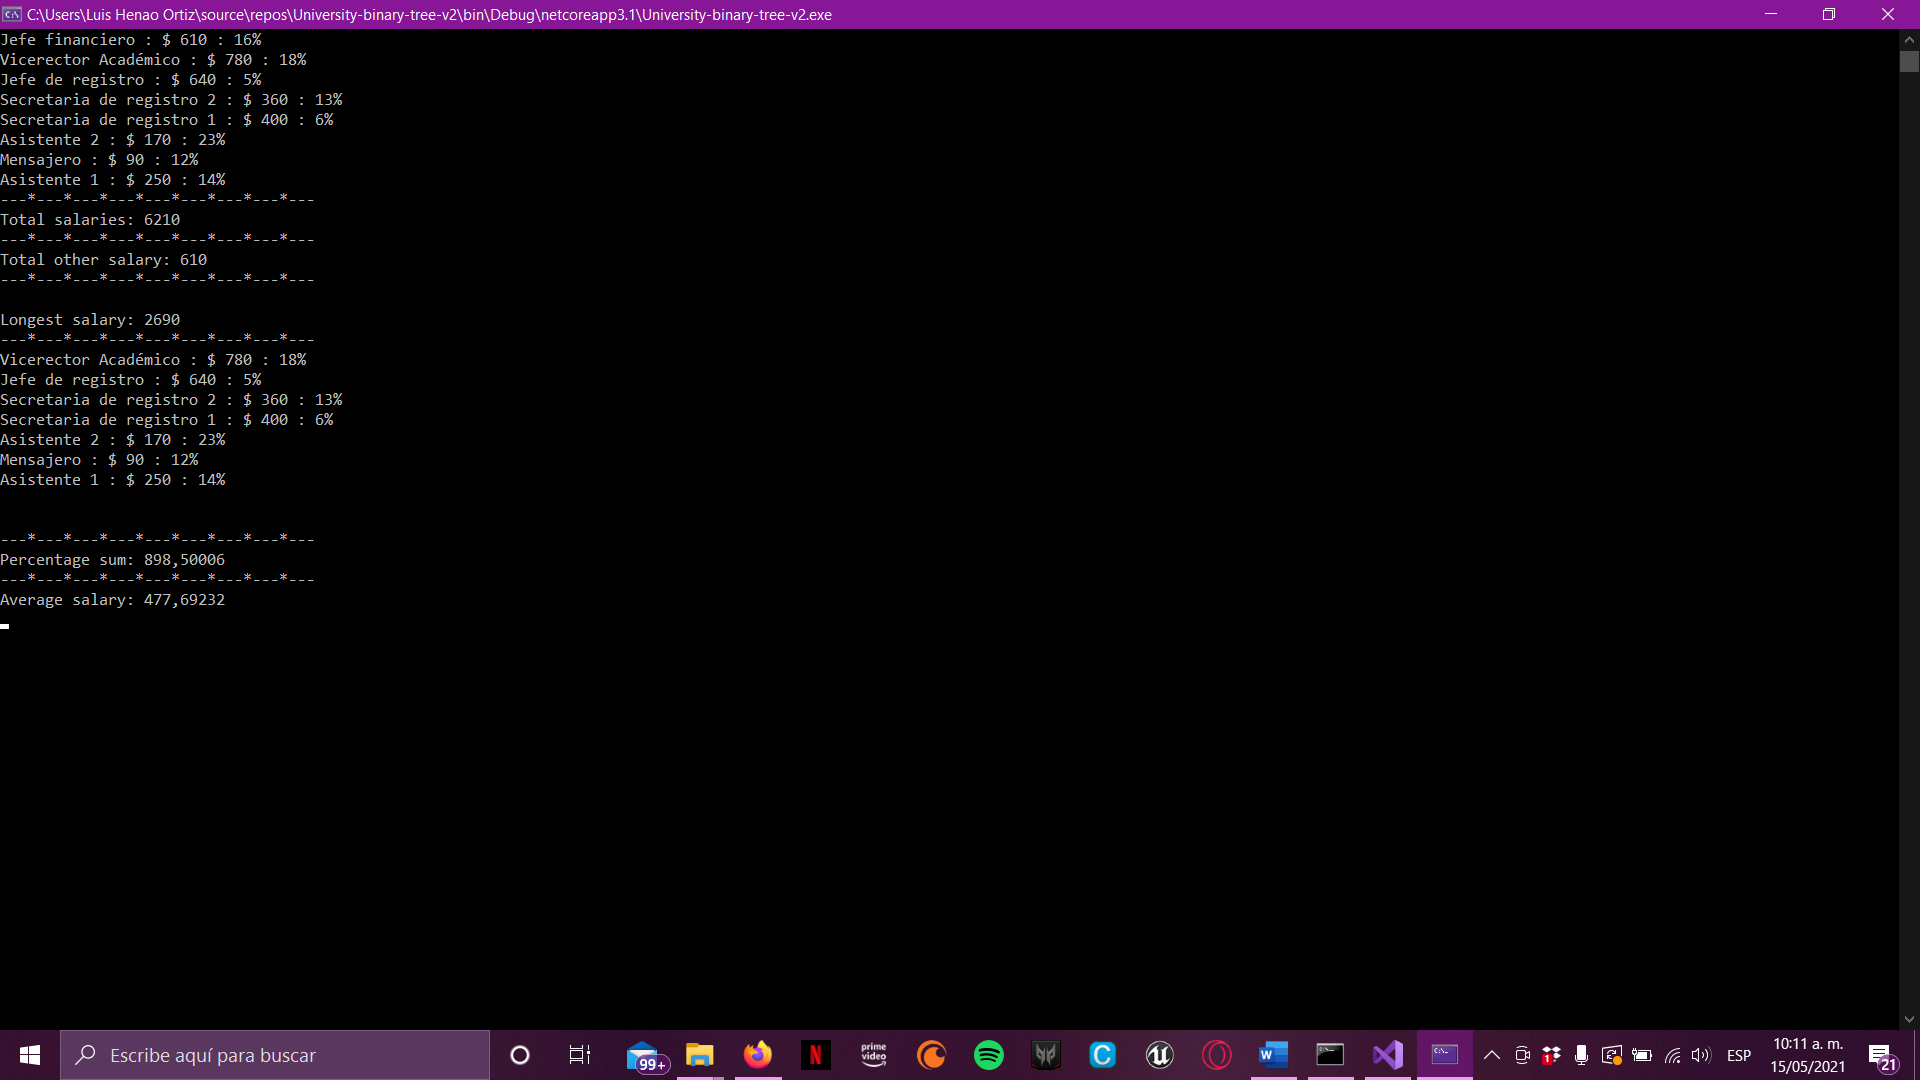 C:\Users\Luis Henao Ortiz\source\repos\University-binary-tree-v2\bin\Debug\netcoreapp3.1\University-binary-tree-v2.exe
Jefe financiero : $ 610 : 16%
Vicerector Académico : $ 780 : 18%
Jefe de registro : $ 640 : 5%
Secretaria de registro 2 : $ 360 : 13%
Secretaria de registro 1 : $ 400 : 6%
Asistente 2 : $ 170 : 23%
Mensajero : $ 90 : 12%
Asistente 1 : $ 250 : 14%
---*---*---*---*---*---*---*---*---
Total salaries: 6210
---*---*---*---*---*---*---*---*---
Total other salary: 610
---*---*---*---*---*---*---*---*---
Longest salary: 2690
---*---*---*---*---*---*---*---*---
Vicerector Académico : $ 780 : 18%
Jefe de registro : $ 640 : 5%
Secretaria de registro 2 : $ 360 : 13%
Secretaria de registro 1 : $ 400 : 6%
Asistente 2 : $ 170 : 23%
Mensajero : $ 90 : 12%
Asistente 1 : $ 250 : 14%
---*---*---*---*---*---*---*---*---
Percentage sum: 898,50006
---*---*---*---*---*---*---*---*---
Average salary: 477,69232
Escribe aquí para buscar
99+
N
prime video
C
W
1
ESP
10:11 a. m.
15/05/2021
21